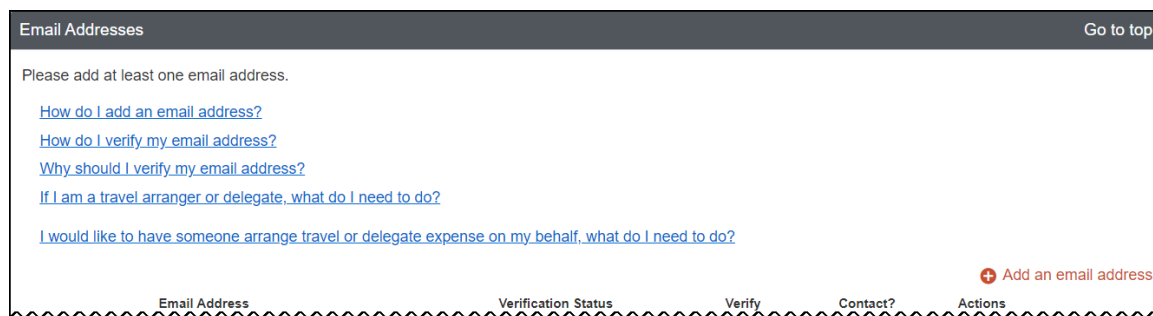 Email Addresses Go to top
Please add at least one email address.
How do I add an email address?
How do I verify my email address?
Why should I verify my email address?
If I am a travel arranger or delegate, what do I need to do?
I would like to have someone arrange travel or delegate expense on my behalf, what do I need to do?
Add an email address
Email Address Verification Status Verify Contact? Actions